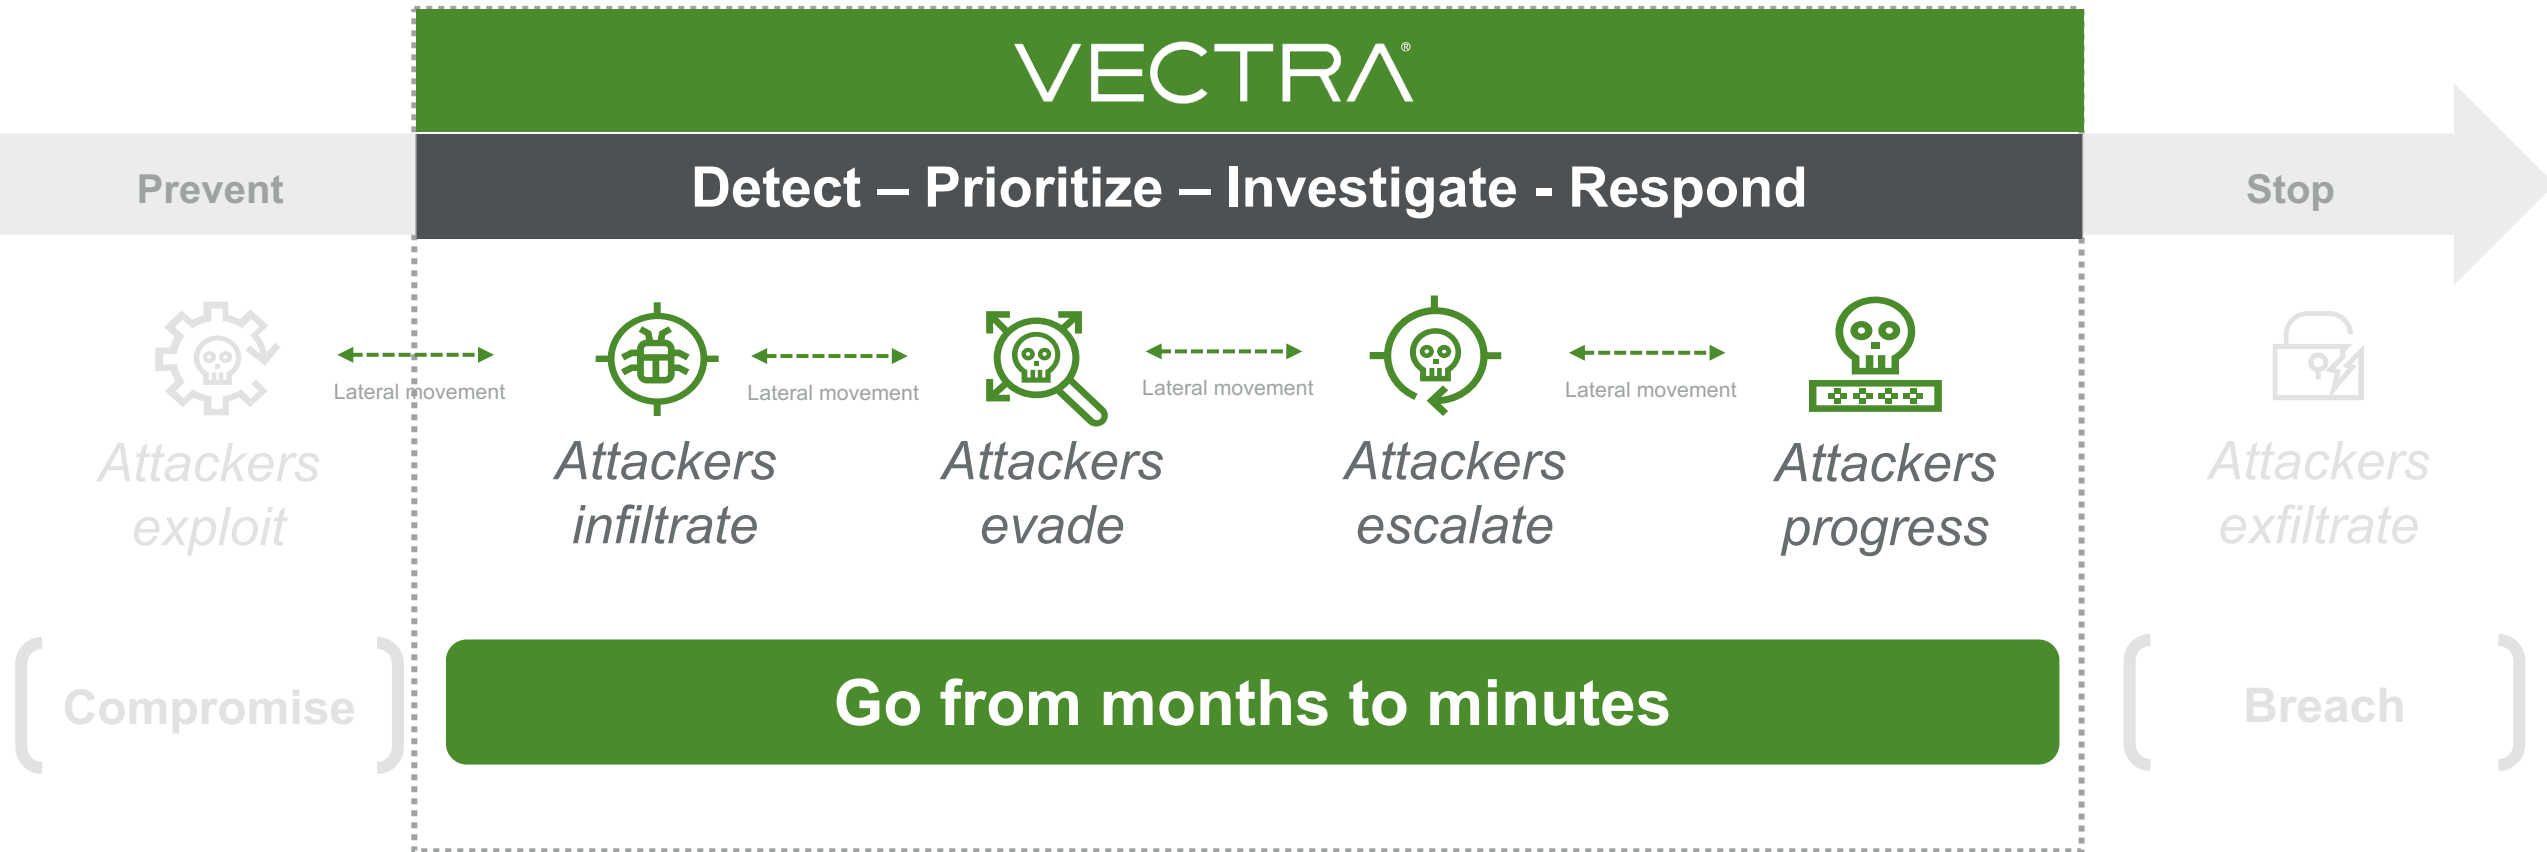 VECTRA®
Prevent
Detect – Prioritize – Investigate - Respond
Stop
Lateral movement
Lateral movement
Lateral movement
Lateral movement
Attackers
exploit
Attackers
infiltrate
Attackers
evade
Attackers
escalate
Attackers
progress
Attackers
exfiltrate
Compromise
Go from months to minutes
Breach